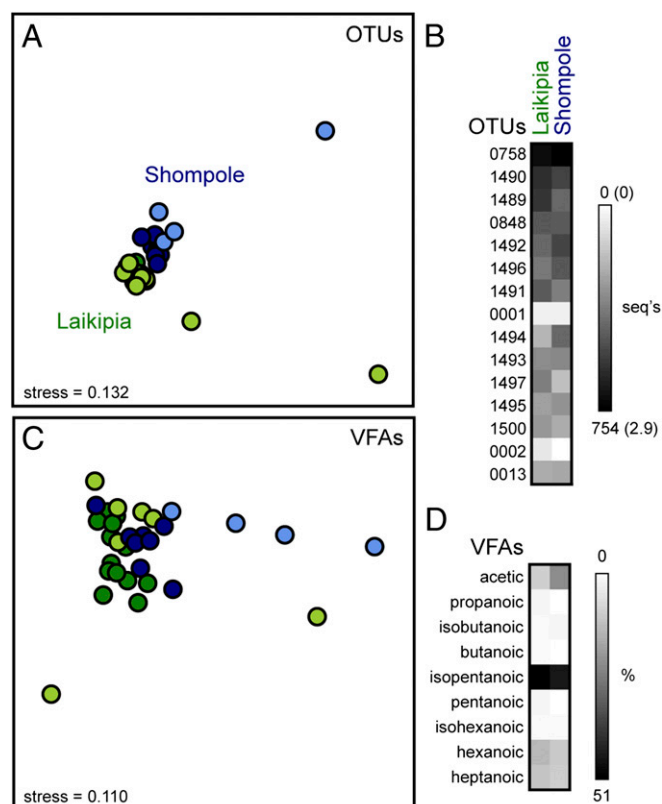 A
OTUs
Shompole
Laikipia
stress = 0.132
B
OTUs
Laikipia
Shompole
0758
1490
1489
0848
1492
1496
1491
0001
1494
1493
1497
1495
1500
0002
0013
0 (0)
seq's
754 (2.9)
C
VFAs
stress = 0.110
D
VFAs
acetic
propanoic
isobutanoic
butanoic
isopentanoic
pentanoic
isohexanoic
hexanoic
heptanoic
0
%
51